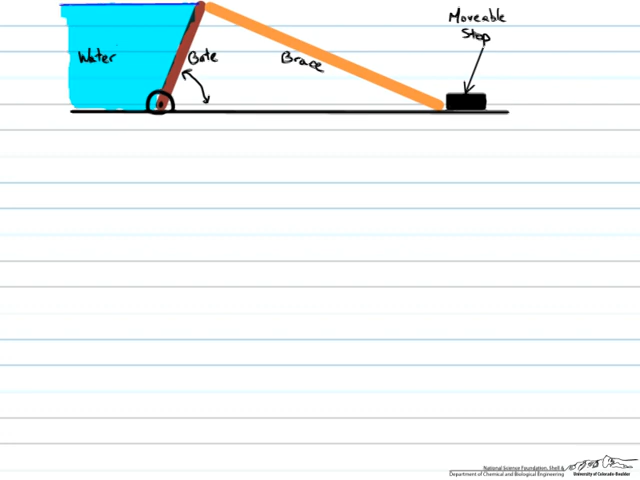 Moveable
Stop
Water
Gate
Brace
National Science Foundation, Shell &
Department of Chemical and Biological Engineering
University of Colorado Boulder